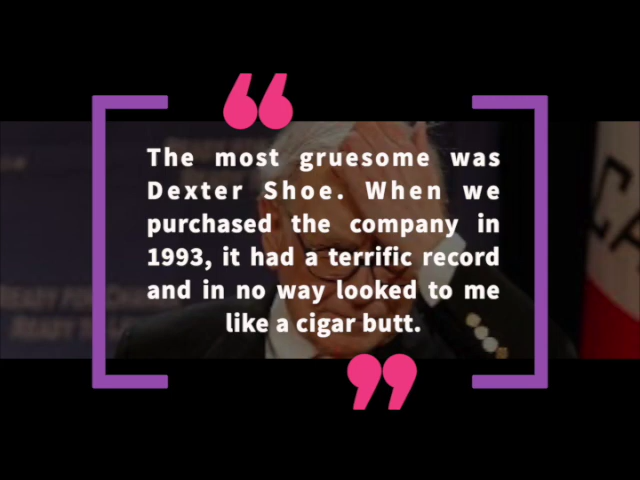 “
The most gruesome was
Dexter Shoe. When we
purchased the company in
1993, it had a terrific record
and in no way looked to me
like a cigar butt.
”